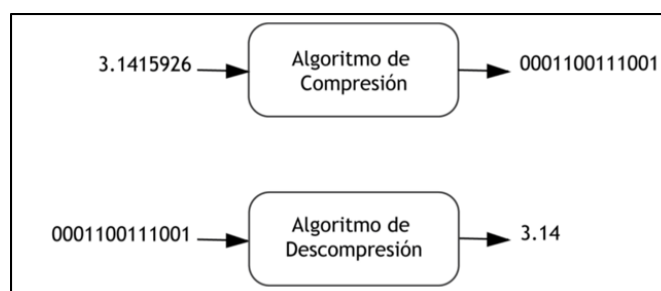 3.1415926
Algoritmo de
Compresión
0001100111001
0001100111001
Algoritmo de
Descompresión
3.14